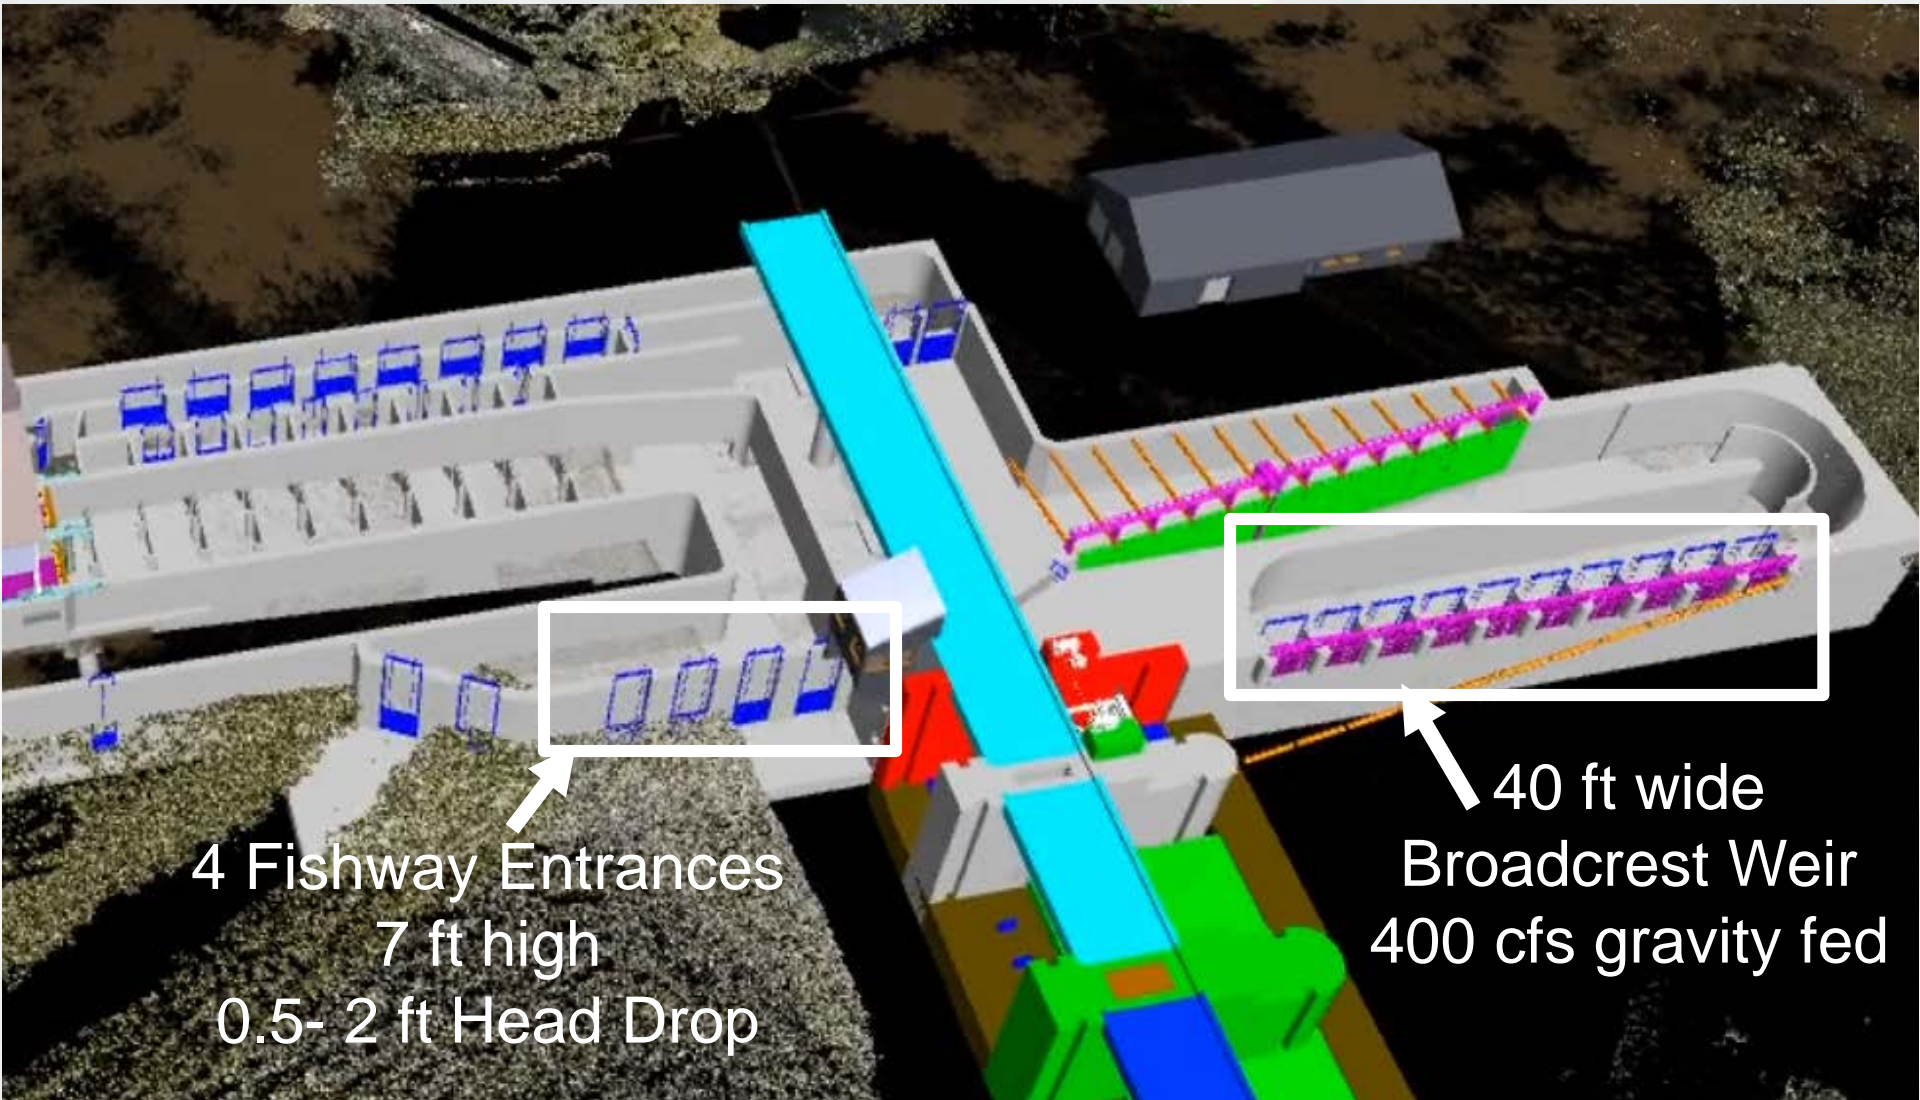 4 Fishway Entrances
7 ft high
0.5- 2 ft Head Drop
40 ft wide
Broadcrest Weir
400 cfs gravity fed